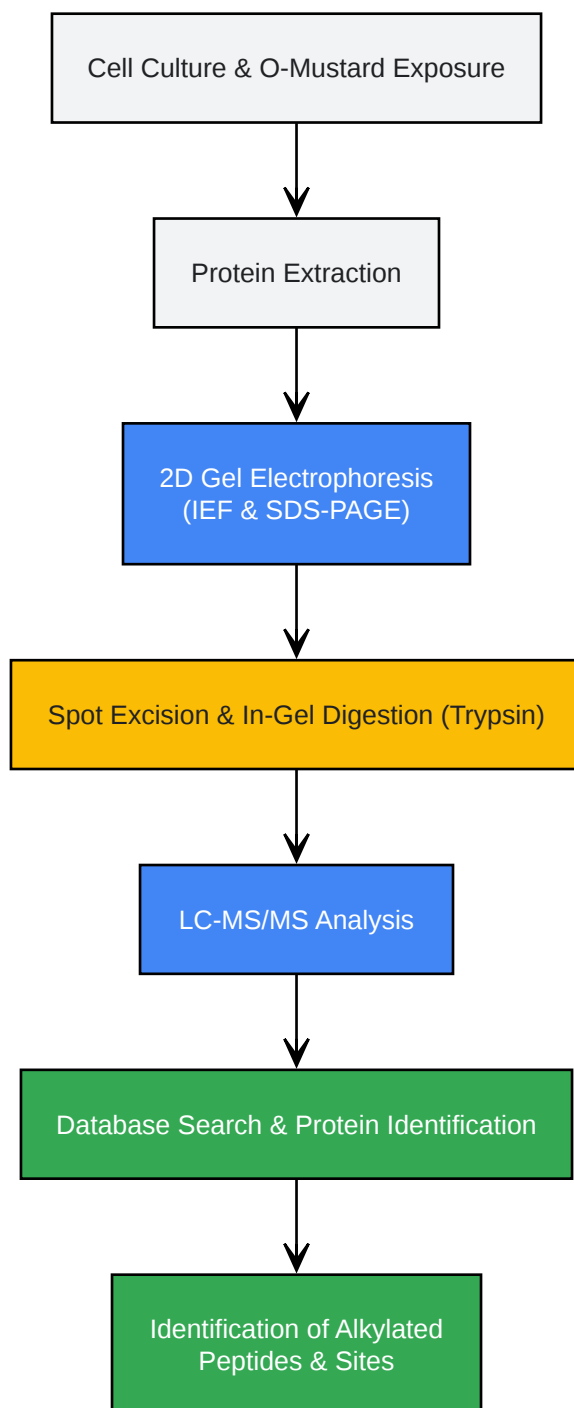 Cell Culture & O-Mustard Exposure
Protein Extraction
2D Gel Electrophoresis
(IEF & SDS-PAGE)
Spot Excision & In-Gel Digestion (Trypsin)
LC-MS/MS Analysis
Database Search & Protein Identification
Identification of Alkylated
Peptides & Sites